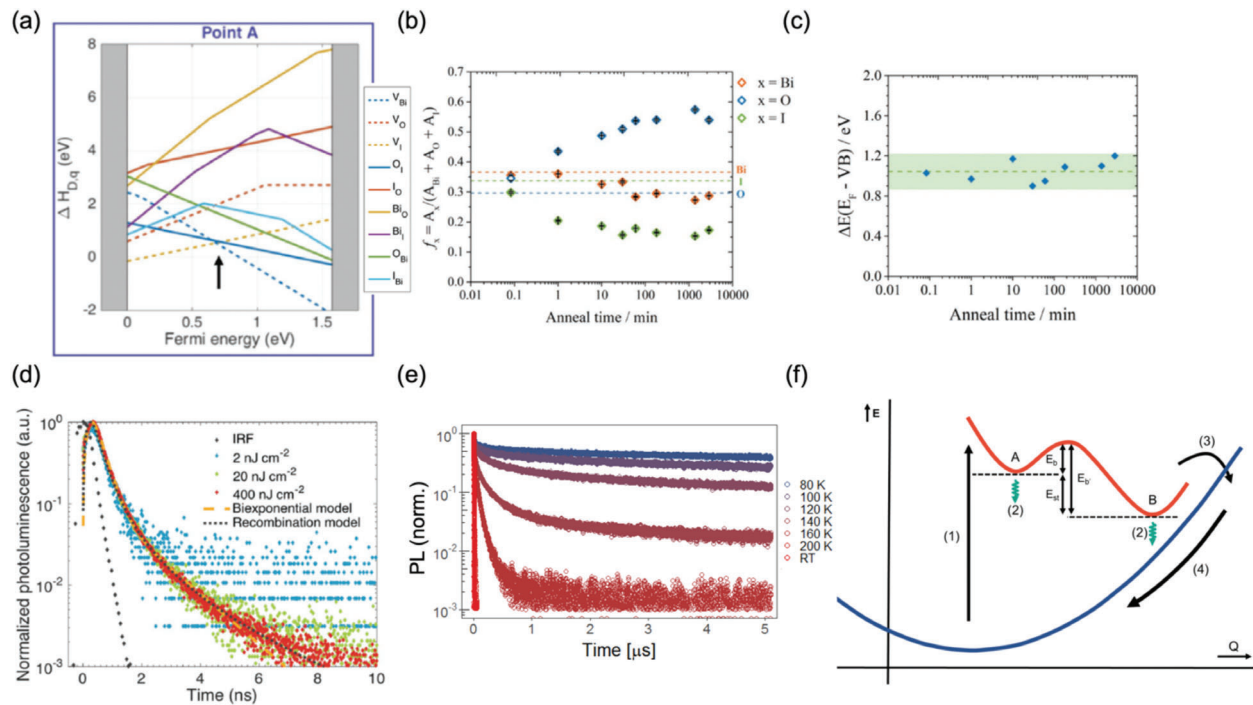 (a)
Point A
8
6
4
2
0
-2
Δ H_D,q (eV)
0 0.5 1 1.5
Fermi energy (eV)
V_Bi
V_O
V_I
O_I
I_O
Bi_O
Bi_I
O_Bi
I_Bi
(b)
0.7
0.6
0.5
0.4
0.3
0.2
0.1
0.0
f_x = A_x/(A_Bi + A_O + A_I)
x = Bi
x = O
x = I
Bi
I
O
0.01 0.1 1 10 100 1000 10000
Anneal time / min
(c)
2.0
1.6
1.2
0.8
0.4
0.0
ΔE(E_F - VB) / eV
0.01 0.1 1 10 100 1000 10000
Anneal time / min
(d)
Normalized photoluminescence (a.u.)
10^0
10^-1
10^-2
10^-3
IRF
2 nJ cm^-2
20 nJ cm^-2
400 nJ cm^-2
Biexponential model
Recombination model
0 2 4 6 8 10
Time (ns)
(e)
PL (norm.)
10^0
10^-1
10^-2
10^-3
80 K
100 K
120 K
140 K
160 K
200 K
RT
0 1 2 3 4 5
Time [μs]
(f)
E
A
E_b
E_b'
(3)
E_st
B
(2)
(2)
(1)
(4)
Q